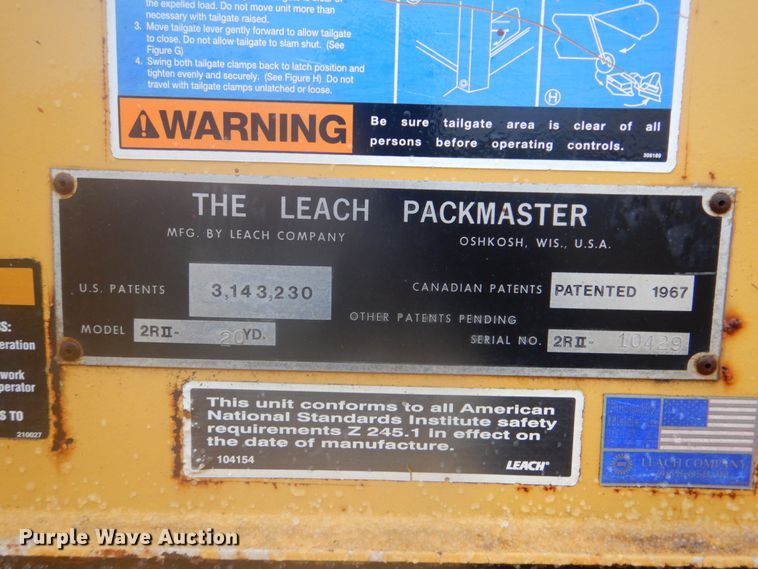 the expelled load. Do not move unit more than
necessary with tailgate raised.
3. Move tailgate lever gently forward to allow tailgate
to close. Do not allow tailgate to slam shut. (See
Figure G)
4. Swing both tailgate clamps back to latch position and
tighten evenly and securely. (See Figure H) Do not
travel with tailgate clamps unlatched or loose.
H
WARNING
Be sure tailgate area is clear of all
persons before operating controls.
308189
THE LEACH PACKMASTER
MFG. BY LEACH COMPANY
OSHKOSH, WIS., U.S.A.
U.S. PATENTS
3,143,230
CANADIAN PATENTS
PATENTED 1967
OTHER PATENTS PENDING
MODEL
2RII- 20 YD.
SERIAL NO.
2RII- 10429
S:
eration
work
perator
S TO
210027
This unit conforms to all American
National Standards Institute safety
requirements Z 245.1 in effect on
the date of manufacture.
104154
LEACH®
LEACH COMPANY
Purple Wave Auction